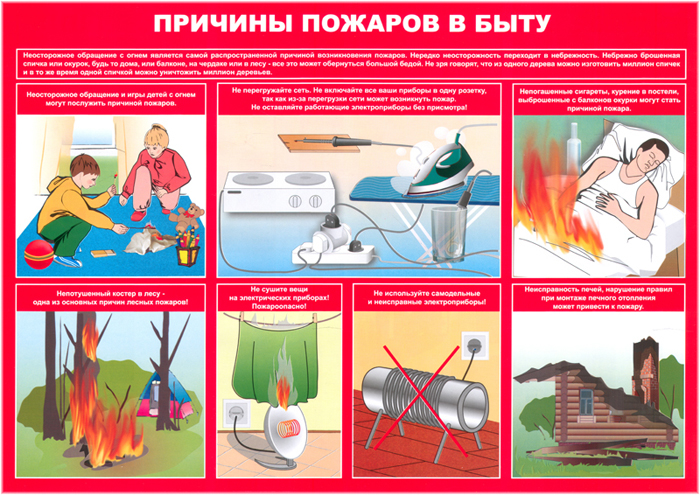 ПРИЧИНЫ ПОЖАРОВ В БЫТУ
Неосторожное обращение с огнем является самой распространенной причиной возникновения пожаров. Нередко неосторожность переходит в небрежность. Небрежно брошенная
спичка или окурок, будь то дома, или балконе, на чердаке или в лесу - все это может обернуться большой бедой. Не зря говорят, что из одного дерева можно изготовить миллион спичек
и в то же время одной спичкой можно уничтожить миллион деревьев.
Неосторожное обращение и игры детей с огнем
могут послужить причиной пожаров.
Не перегружайте сеть. Не включайте все ваши приборы в одну розетку,
так как из-за перегрузки сети может возникнуть пожар.
Не оставляйте работающие электроприборы без присмотра!
Непогашенные сигареты, курение в постели,
выброшенные с балконов окурки могут стать
причиной пожара.
Непотушенный костер в лесу -
одна из основных причин лесных пожаров!
Не сушите вещи
на электрических приборах!
Пожароопасно!
Не используйте самодельные
и неисправные электроприборы!
Неисправность печей, нарушение правил
при монтаже печного отопления
может привести к пожару.